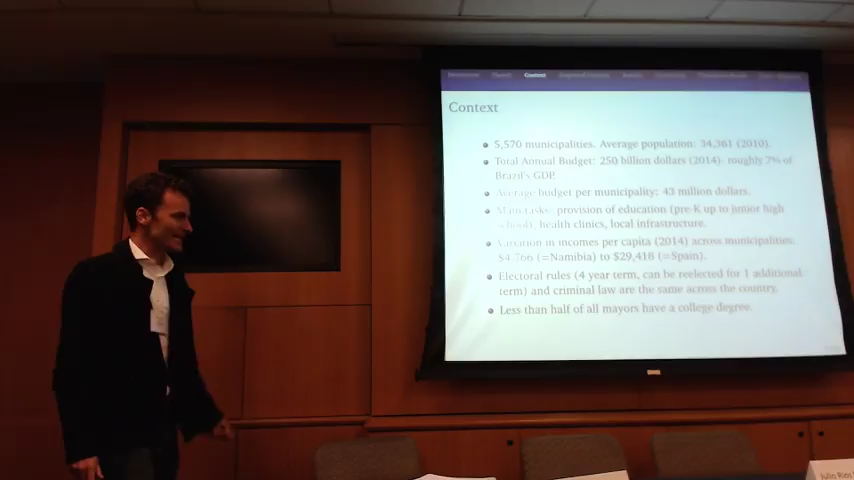 Context
Context
5,570 municipalities. Average population: 34,361 (2010).
Total Annual Budget: 250 billion dollars (2014): roughly 7% of
Brazil's GDP.
Average budget per municipality: 43 million dollars.
Main tasks: provision of education (pre-K up to junior high
school), health clinics, local infrastructure.
Variation in incomes per capita (2014) across municipalities:
$4,766 (=Namibia) to $29,418 (=Spain).
Electoral rules (4 year term, can be reelected for 1 additional
term) and criminal law are the same across the country.
Less than half of all mayors have a college degree.
Julio Rios